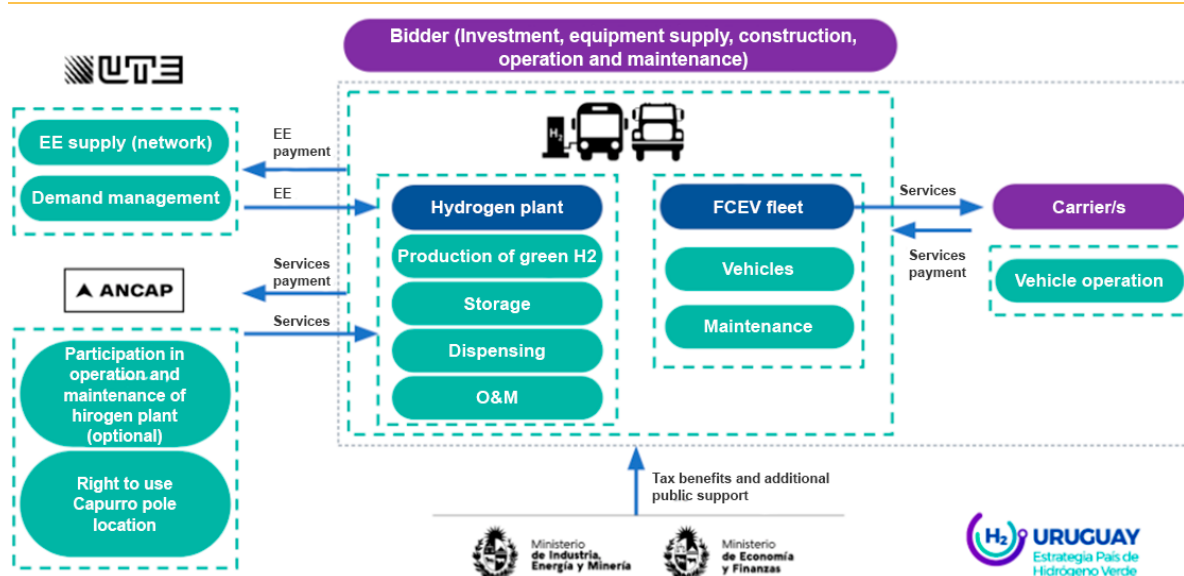 Bidder (Investment, equipment supply, construction,
operation and maintenance)
UTE
EE supply (network)
Demand management
EE
payment
EE
H2
Hydrogen plant
Production of green H2
Storage
Dispensing
O&M
FCEV fleet
Vehicles
Maintenance
Services
Services
payment
Carrier/s
Vehicle operation
ANCAP
Services
payment
Services
Participation in
operation and
maintenance of
hirogen plant
(optional)
Right to use
Capurro pole
location
Tax benefits and additional
public support
Ministerio
de Industria,
Energía y Minería
Ministerio
de Economía
y Finanzas
H2 URUGUAY
Estrategia País de
Hidrógeno Verde